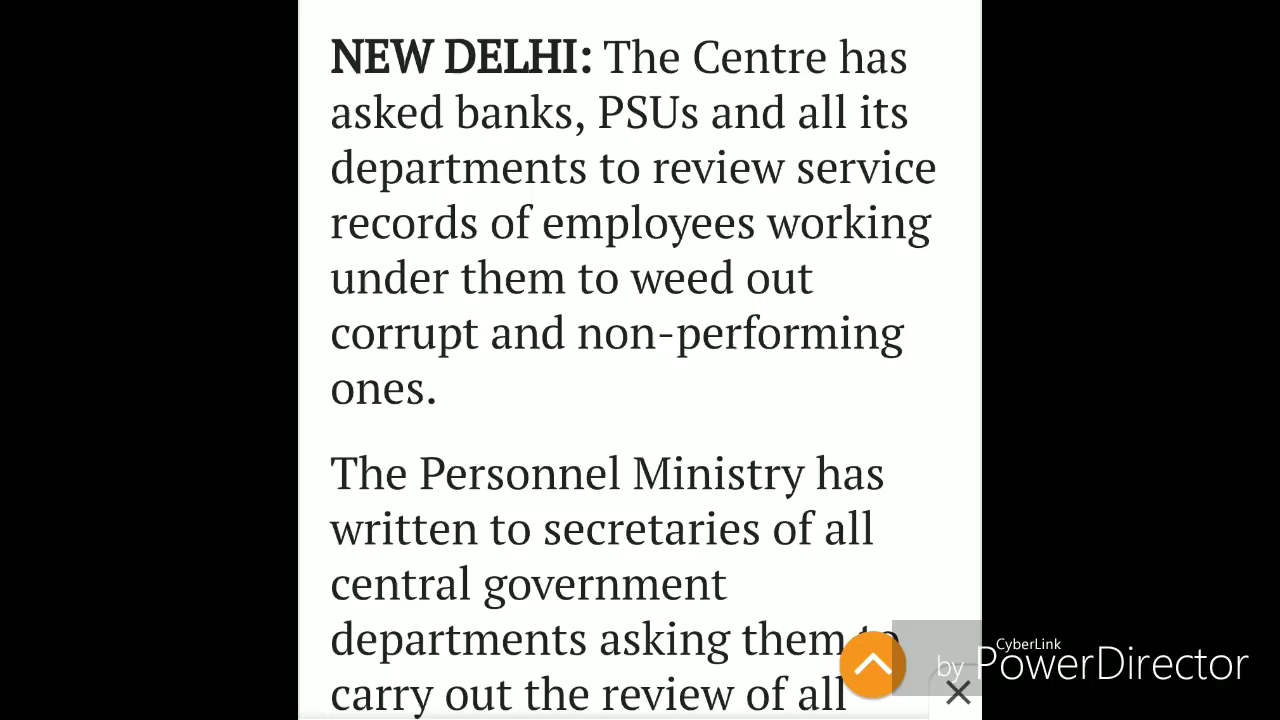 NEW DELHI: The Centre has
asked banks, PSUs and all its
departments to review service
records of employees working
under them to weed out
corrupt and non-performing
ones.
The Personnel Ministry has
written to secretaries of all
central government
departments asking them to
carry out the review of all
CyberLink
by PowerDirector